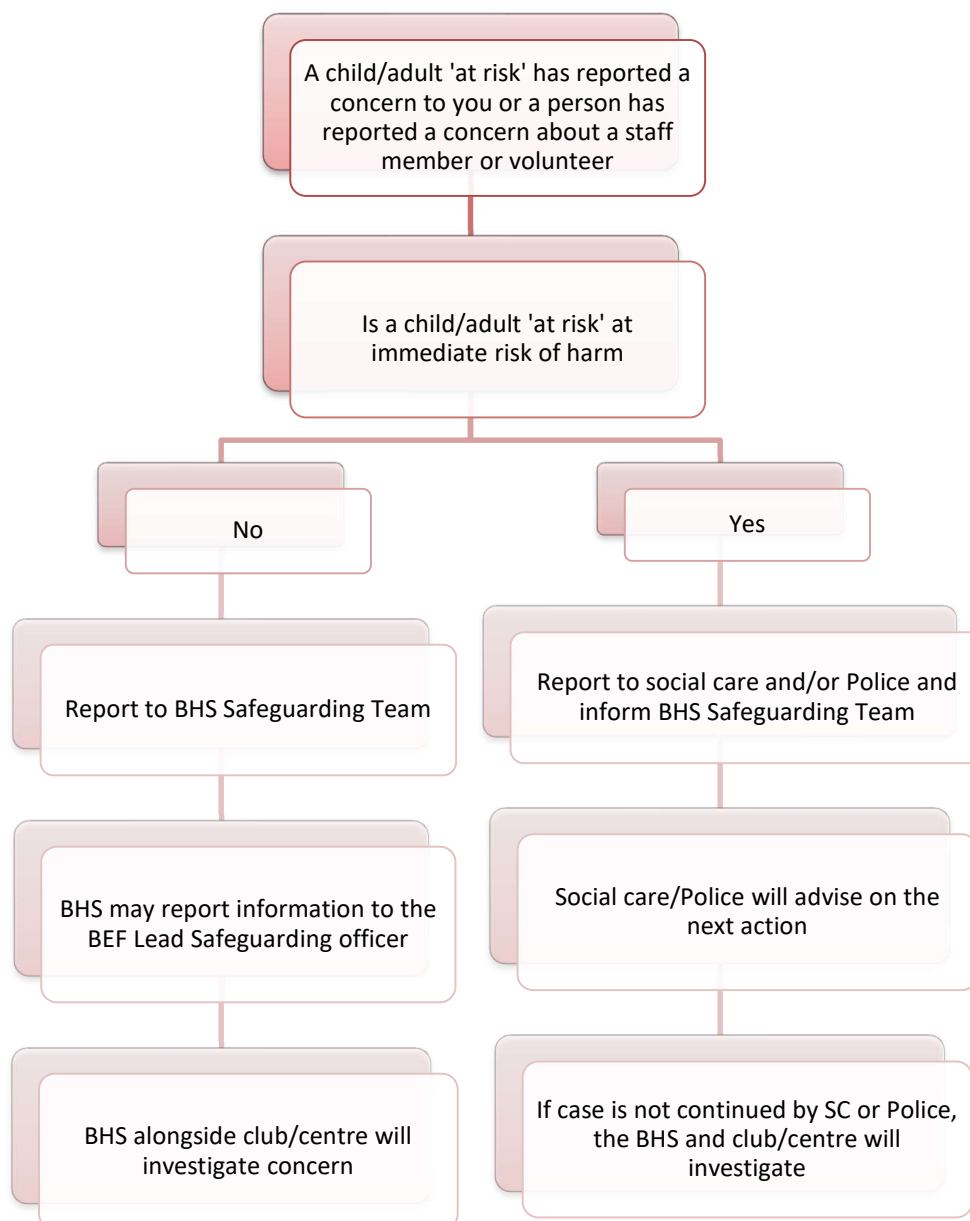 A child/adult 'at risk' has reported a
concern to you or a person has
reported a concern about a staff
member or volunteer
Is a child/adult 'at risk' at
immediate risk of harm
No
Yes
Report to BHS Safeguarding Team
Report to social care and/or Police and
inform BHS Safeguarding Team
BHS may report information to the
BEF Lead Safeguarding officer
Social care/Police will advise on the
next action
BHS alongside club/centre will
investigate concern
If case is not continued by SC or Police,
the BHS and club/centre will
investigate